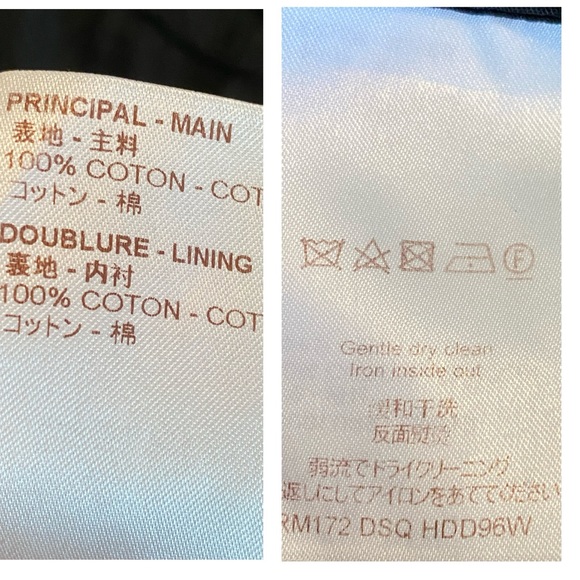 PRINCIPAL - MAIN
表地 - 主料
100% COTON - COT
コットン - 棉
DOUBLURE - LINING
裏地 - 内衬
100% COTON - COT
コットン - 棉
F
Gentle dry clean
Iron inside out
和干洗
反面熨烫
弱流でドライクリーニング
返しにしてアイロンをあててください
RM172 DSQ HDD96W